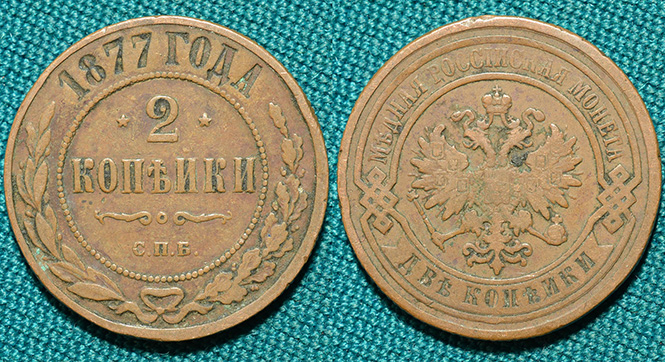 1877 ГОДА
2
КОПѢЙКИ
С.П.Б.
МѢДНАЯ РОССІЙСКАЯ МОНЕТА
ДВѢ КОПѢЙКИ